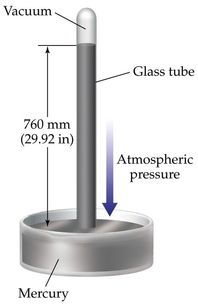 Vacuum
Glass tube
760 mm
(29.92 in)
Atmospheric
pressure
Mercury